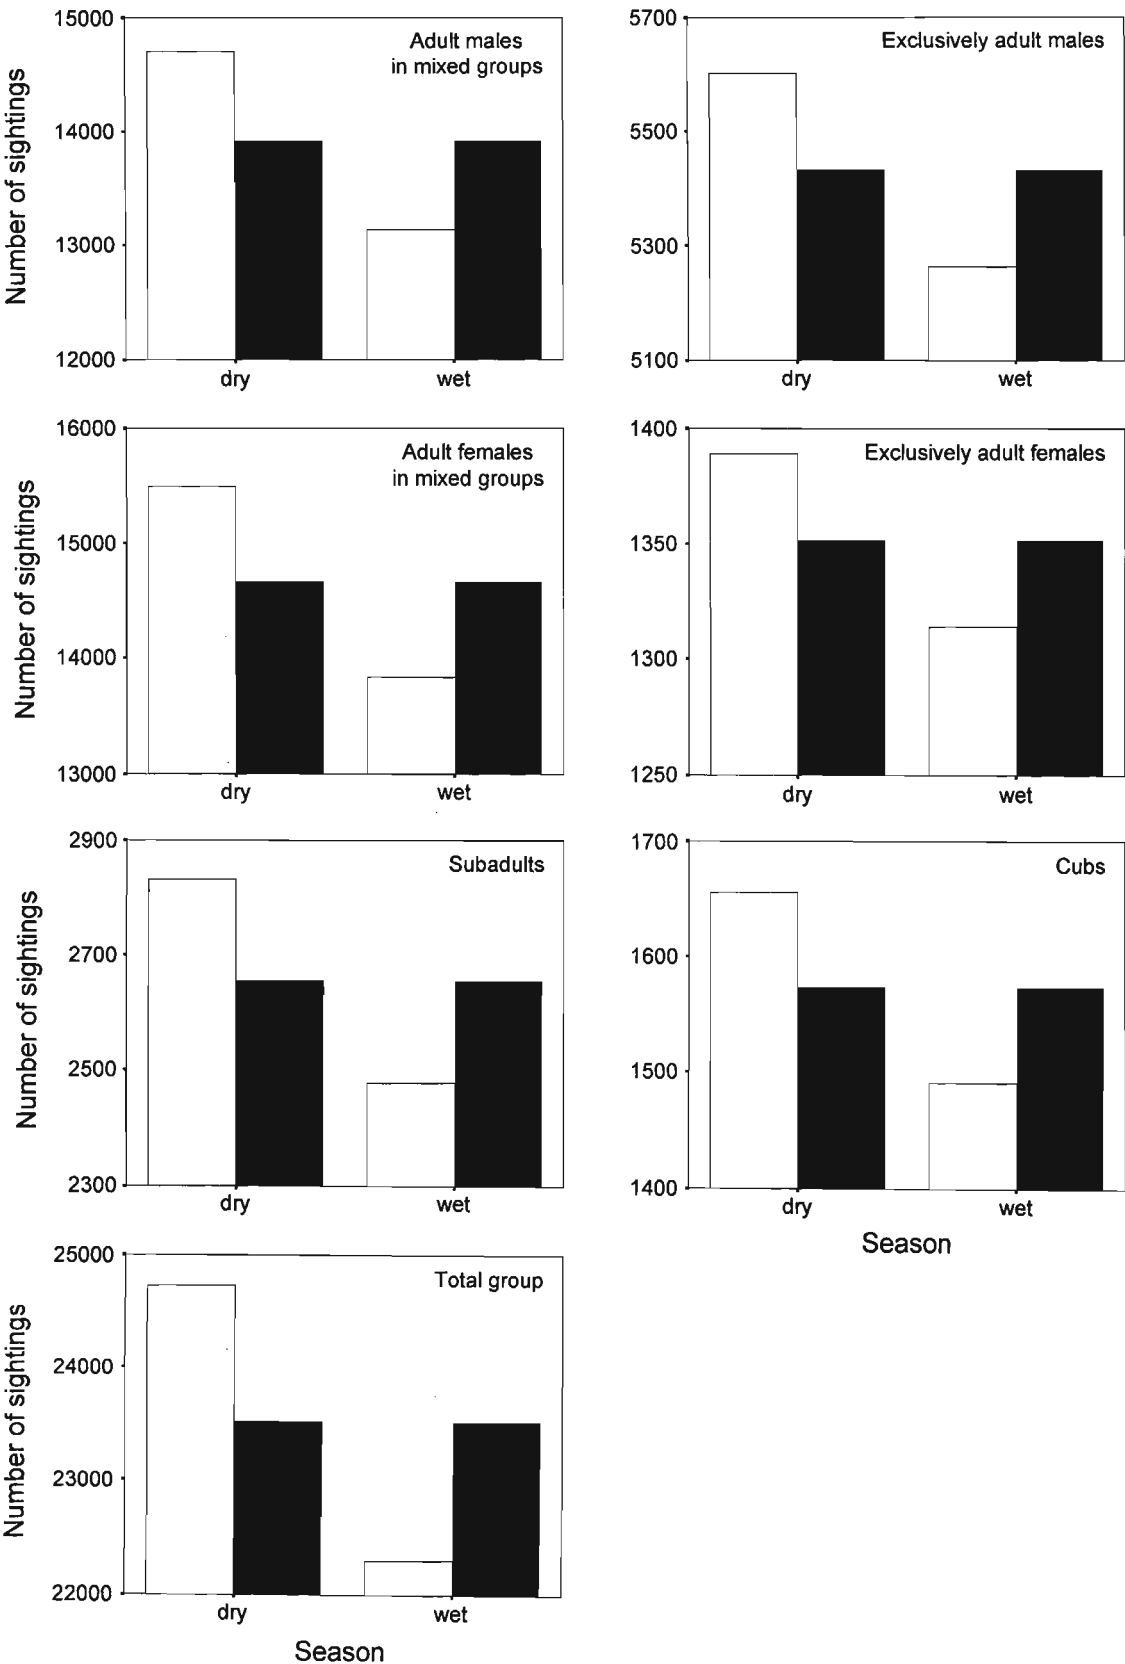 15000
Adult males
in mixed groups
14000
13000
12000
dry wet
Number of sightings
5700
Exclusively adult males
5500
5300
5100
dry wet
16000
Adult females
in mixed groups
15000
14000
13000
dry wet
Number of sightings
1400
Exclusively adult females
1350
1300
1250
dry wet
2900
Subadults
2700
2500
2300
dry wet
Number of sightings
1700
Cubs
1600
1500
1400
dry wet
Season
25000
Total group
24000
23000
22000
dry wet
Number of sightings
Season